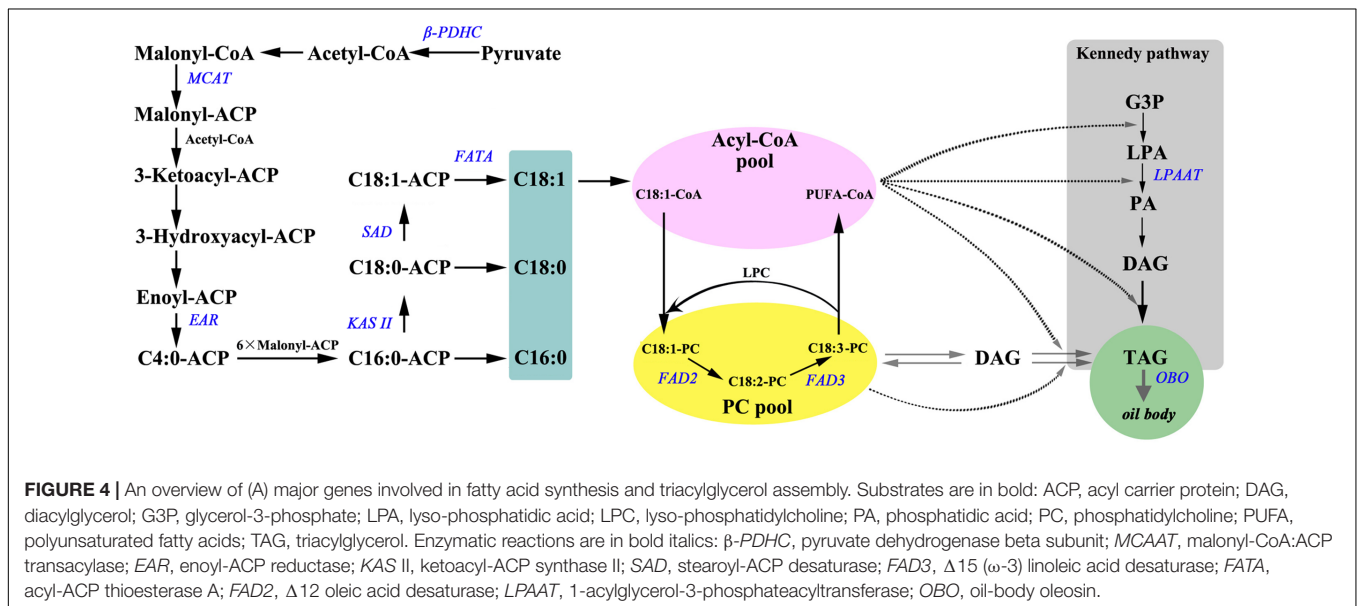 β-PDHC
Malonyl-CoA Acetyl-CoA Pyruvate
MCAT
Malonyl-ACP
Acetyl-CoA
3-Ketoacyl-ACP
3-Hydroxyacyl-ACP
Enoyl-ACP
EAR
C4:0-ACP
6×Malonyl-ACP
C16:0-ACP
C16:0
KAS II
C18:0-ACP
C18:0
SAD
C18:1-ACP
FATA
C18:1
Acyl-CoA
pool
C18:1-CoA
PUFA-CoA
LPC
C18:1-PC
FAD2
C18:2-PC
FAD3
C18:3-PC
PC pool
DAG
Kennedy pathway
G3P
LPA
LPAAT
PA
DAG
TAG
OBO
oil body
FIGURE 4 | An overview of (A) major genes involved in fatty acid synthesis and triacylglycerol assembly. Substrates are in bold: ACP, acyl carrier protein; DAG,
diacylglycerol; G3P, glycerol-3-phosphate; LPA, lyso-phosphatidic acid; LPC, lyso-phosphatidylcholine; PA, phosphatidic acid; PC, phosphatidylcholine; PUFA,
polyunsaturated fatty acids; TAG, triacylglycerol. Enzymatic reactions are in bold italics: β-PDHC, pyruvate dehydrogenase beta subunit; MCAAT, malonyl-CoA:ACP
transacylase; EAR, enoyl-ACP reductase; KAS II, ketoacyl-ACP synthase II; SAD, stearoyl-ACP desaturase; FAD3, Δ15 (ω-3) linoleic acid desaturase; FATA,
acyl-ACP thioesterase A; FAD2, Δ12 oleic acid desaturase; LPAAT, 1-acylglycerol-3-phosphateacyltransferase; OBO, oil-body oleosin.